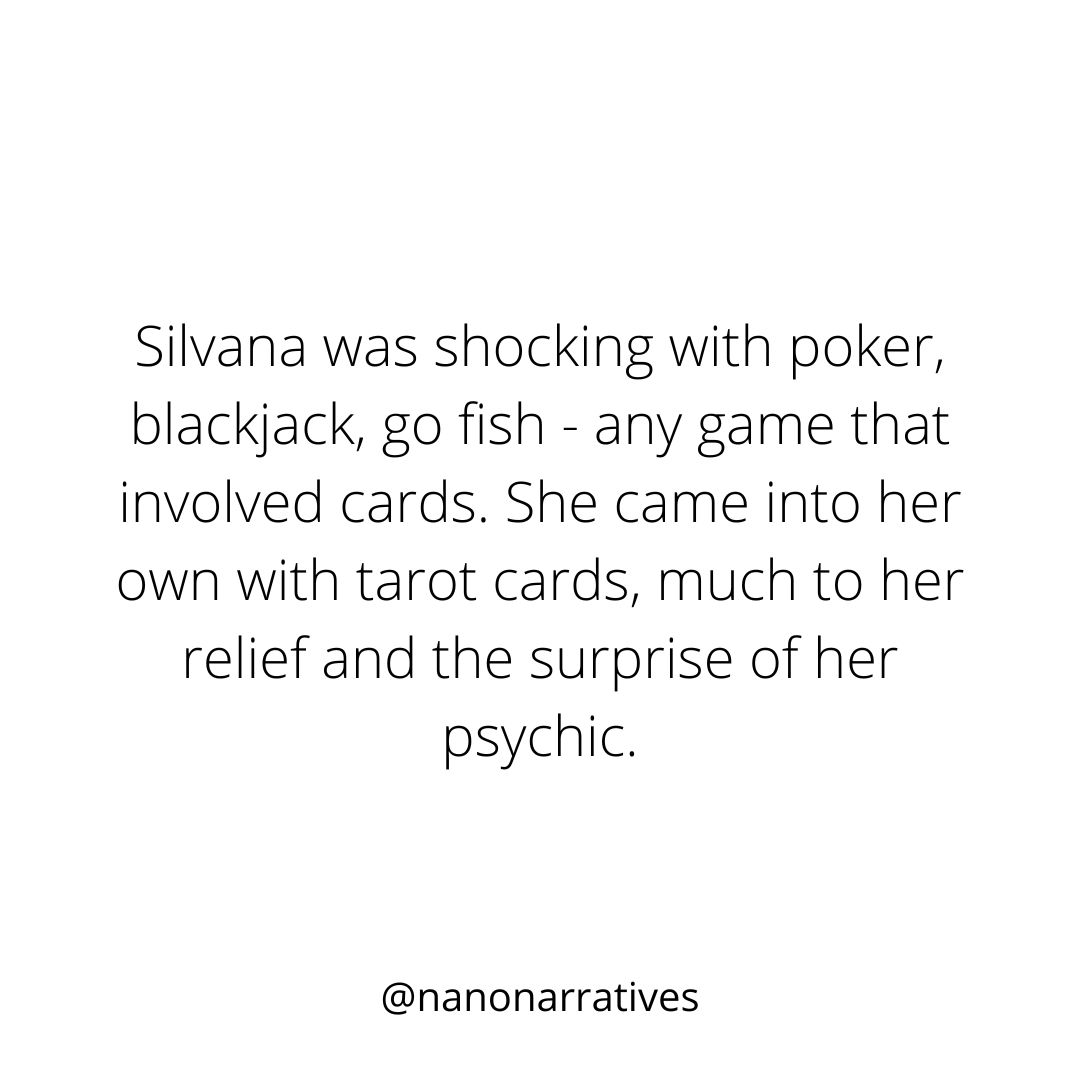 Silvana was shocking with poker,
blackjack, go fish - any game that
involved cards. She came into her
own with tarot cards, much to her
relief and the surprise of her
psychic.
@nanonarratives